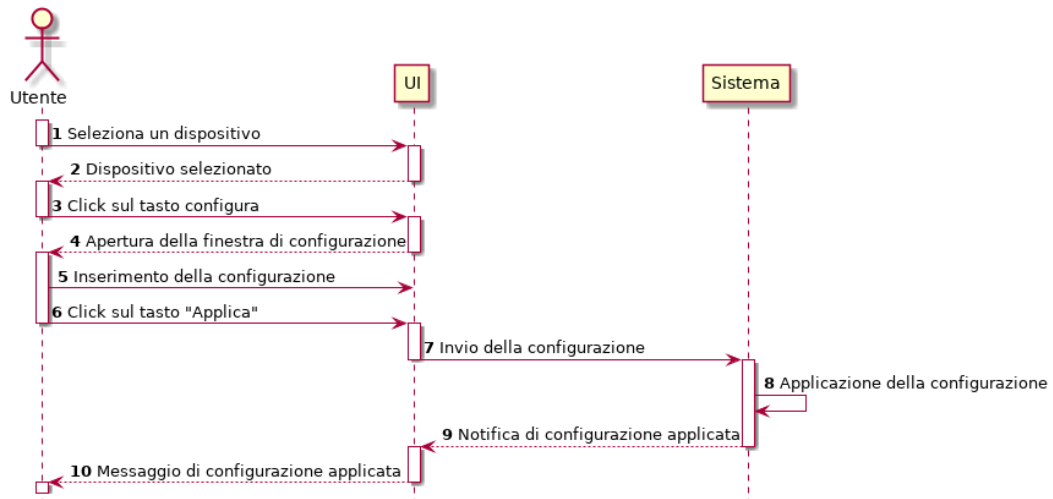 Utente
UI
Sistema
1 Seleziona un dispositivo
2 Dispositivo selezionato
3 Click sul tasto configura
4 Apertura della finestra di configurazione
5 Inserimento della configurazione
6 Click sul tasto "Applica"
7 Invio della configurazione
8 Applicazione della configurazione
9 Notifica di configurazione applicata
10 Messaggio di configurazione applicata